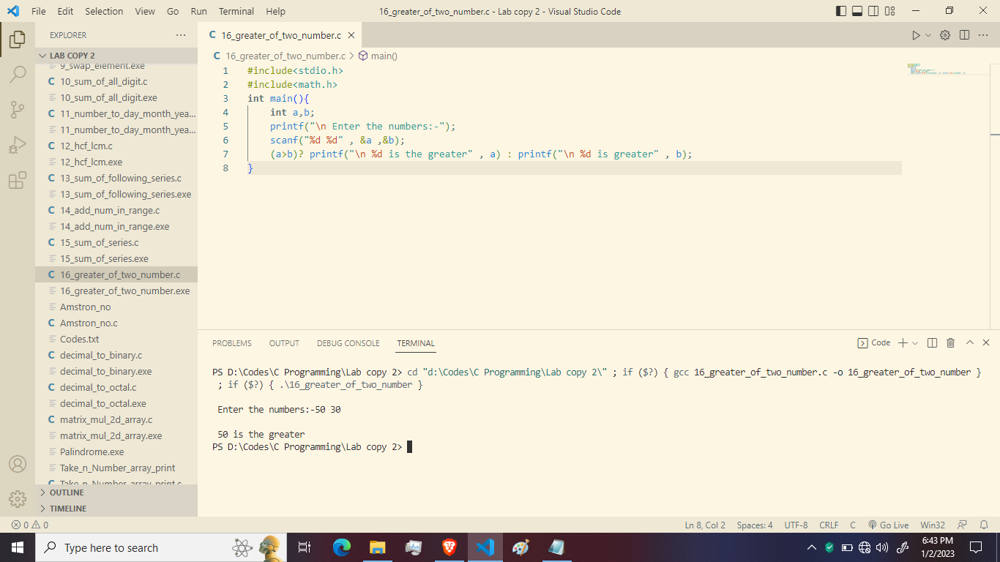 File Edit Selection View Go Run Terminal Help
16_greater_of_two_number.c - Lab copy 2 - Visual Studio Code
EXPLORER
LAB COPY 2
9_swap_element.exe
10_sum_of_all_digit.c
10_sum_of_all_digit.exe
11_number_to_day_month_yea...
11_number_to_day_month_yea...
12_hcf_lcm.c
12_hcf_lcm.exe
13_sum_of_following_series.c
13_sum_of_following_series.exe
14_add_num_in_range.c
14_add_num_in_range.exe
15_sum_of_series.c
15_sum_of_series.exe
16_greater_of_two_number.c
16_greater_of_two_number.exe
Amstron_no
Amstron_no.c
Codes.txt
decimal_to_binary.c
decimal_to_binary.exe
decimal_to_octal.c
decimal_to_octal.exe
matrix_mul_2d_array.c
matrix_mul_2d_array.exe
Palindrome.exe
Take_n_Number_array_print
Take_n_Number_array_print.c
OUTLINE
TIMELINE
C 16_greater_of_two_number.c
C 16_greater_of_two_number.c > main()
1 #include<stdio.h>
2 #include<math.h>
3 int main(){
4 int a,b;
5 printf("\n Enter the numbers:-");
6 scanf("%d %d" , &a ,&b);
7 (a>b)? printf("\n %d is the greater" , a) : printf("\n %d is greater" , b);
8 }
PROBLEMS OUTPUT DEBUG CONSOLE TERMINAL
Code
PS D:\Codes\C Programming\Lab copy 2> cd "d:\Codes\C Programming\Lab copy 2\" ; if ($?) { gcc 16_greater_of_two_number.c -o 16_greater_of_two_number }
; if ($?) { .\16_greater_of_two_number }
Enter the numbers:-50 30
50 is the greater
PS D:\Codes\C Programming\Lab copy 2>
0 0
Ln 8, Col 2 Spaces: 4 UTF-8 CRLF C Go Live Win32
Type here to search
6:43 PM
1/2/2023